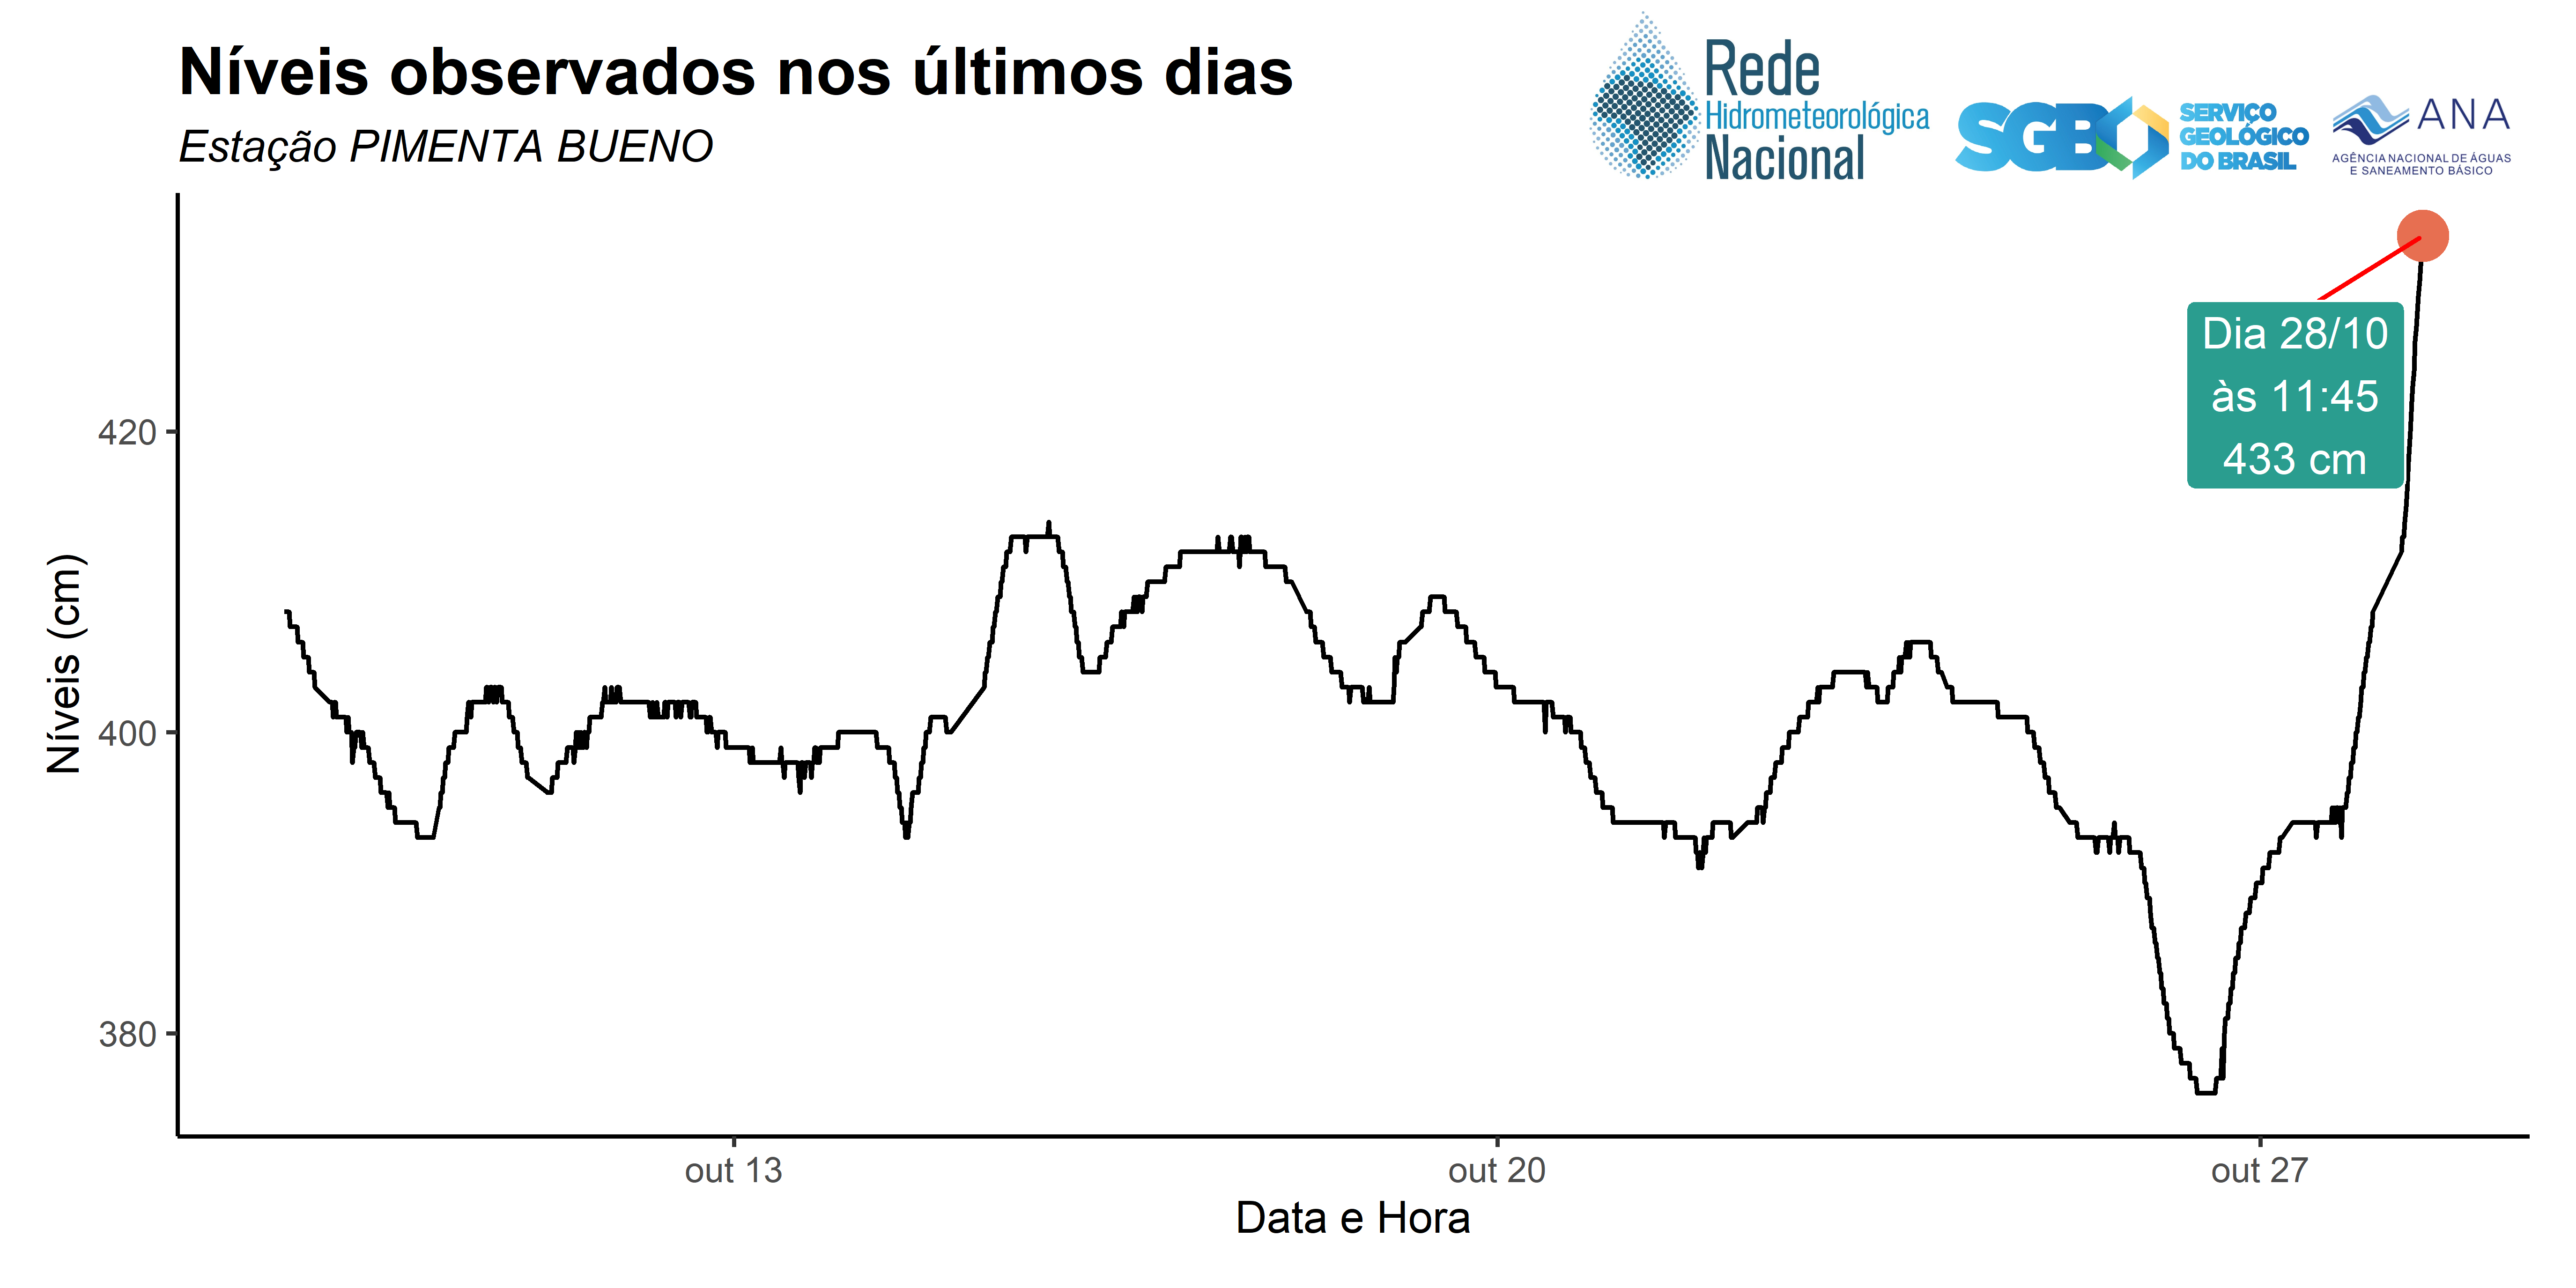 Níveis observados nos últimos dias
Estação PIMENTA BUENO
Rede
Hidrometeorológica
Nacional
SGB
SERVIÇO
GEOLÓGICO
DO BRASIL
ANA
AGÊNCIA NACIONAL DE ÁGUAS
E SANEAMENTO BÁSICO
Dia 28/10
às 11:45
433 cm
Níveis (cm)
420
400
380
out 13
out 20
out 27
Data e Hora